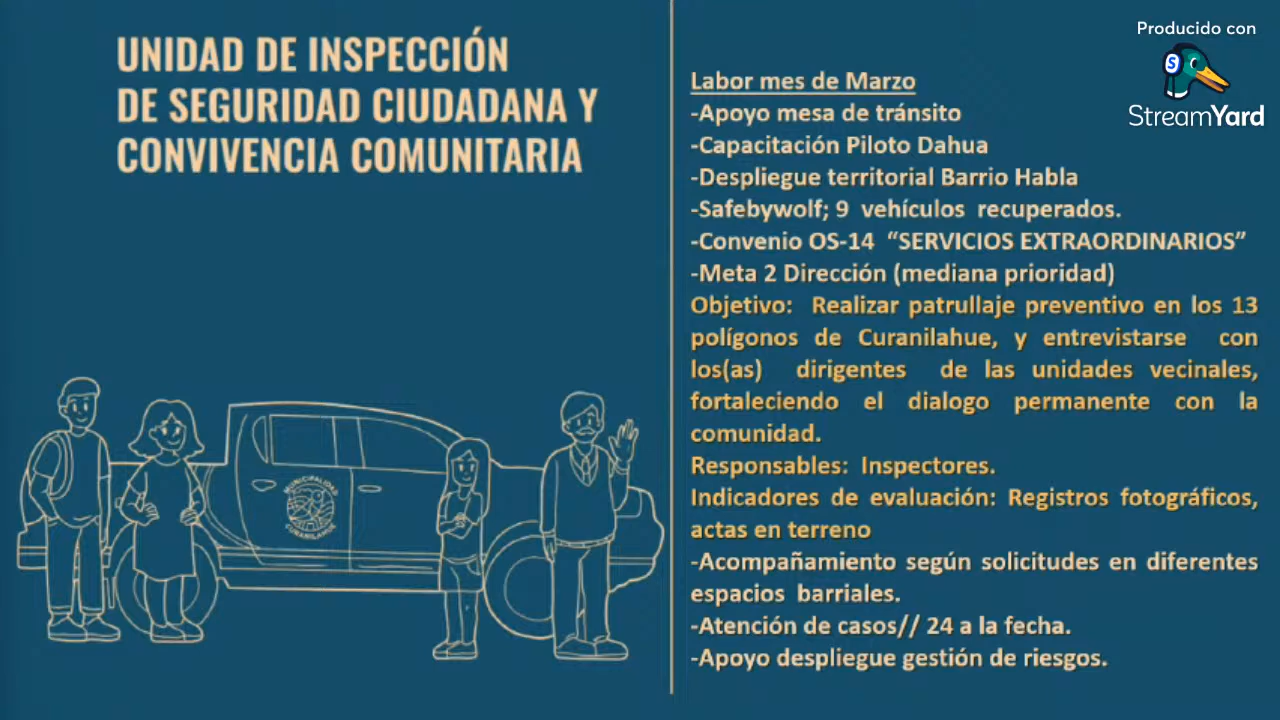 UNIDAD DE INSPECCIÓN
DE SEGURIDAD CIUDADANA Y
CONVIVENCIA COMUNITARIA
MUNICIPALIDAD
CURANILAHUE
Producido con
S
StreamYard
Labor mes de Marzo
-Apoyo mesa de tránsito
-Capacitación Piloto Dahua
-Despliegue territorial Barrio Habla
-Safebywolf; 9 vehículos recuperados.
-Convenio OS-14 “SERVICIOS EXTRAORDINARIOS”
-Meta 2 Dirección (mediana prioridad)
Objetivo: Realizar patrullaje preventivo en los 13
polígonos de Curanilahue, y entrevistarse con
los(as) dirigentes de las unidades vecinales,
fortaleciendo el dialogo permanente con la
comunidad.
Responsables: Inspectores.
Indicadores de evaluación: Registros fotográficos,
actas en terreno
-Acompañamiento según solicitudes en diferentes
espacios barriales.
-Atención de casos// 24 a la fecha.
-Apoyo despliegue gestión de riesgos.